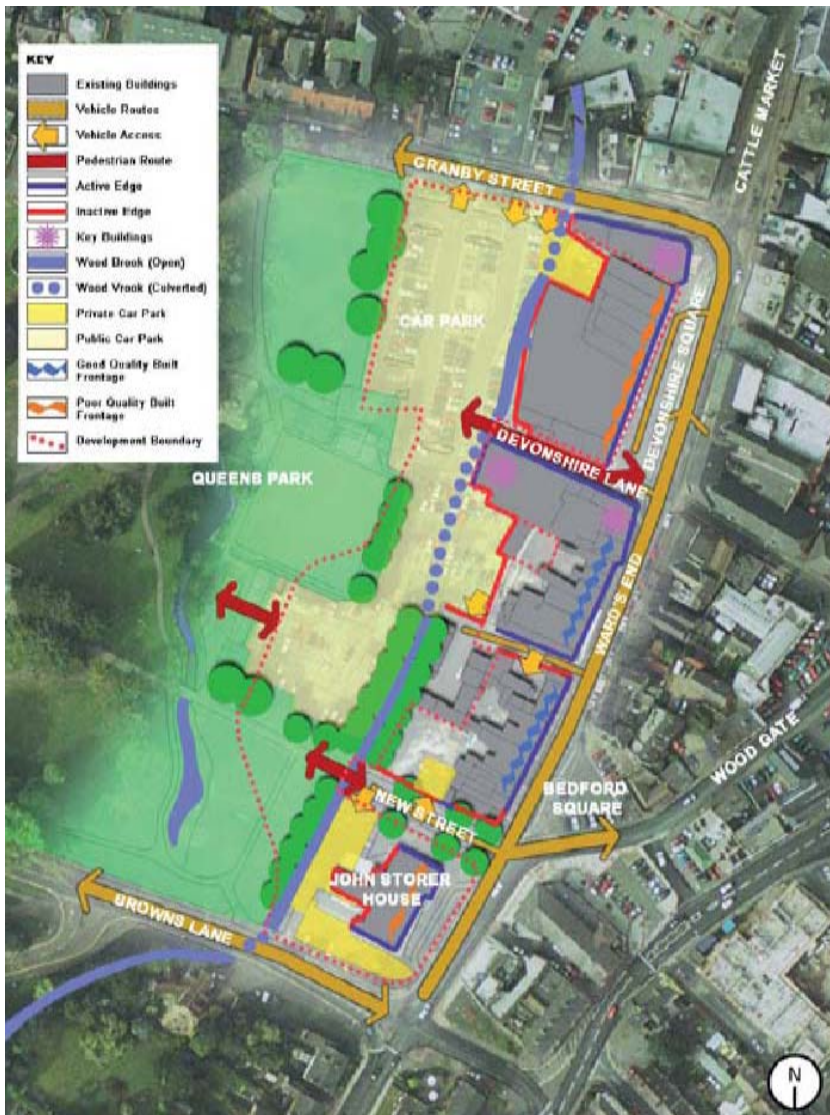 KEY
Existing Buildings
Vehicle Routes
Vehicle Access
Pedestrian Route
Active Edge
Inactive Edge
Key Buildings
Wood Brook (Open)
Wood Vrook (Culverted)
Private Car Park
Public Car Park
Good Quality Built
Frontage
Poor Quality Built
Frontage
Development Boundary
CATTLE MARKET
GRANBY STREET
CAR PARK
DEVONSHIRE SQUARE
DEVONSHIRE LANE
QUEENS PARK
WARD'S END
WOOD GATE
BEDFORD
SQUARE
NEW STREET
JOHN STORER
HOUSE
BROWNS LANE
N